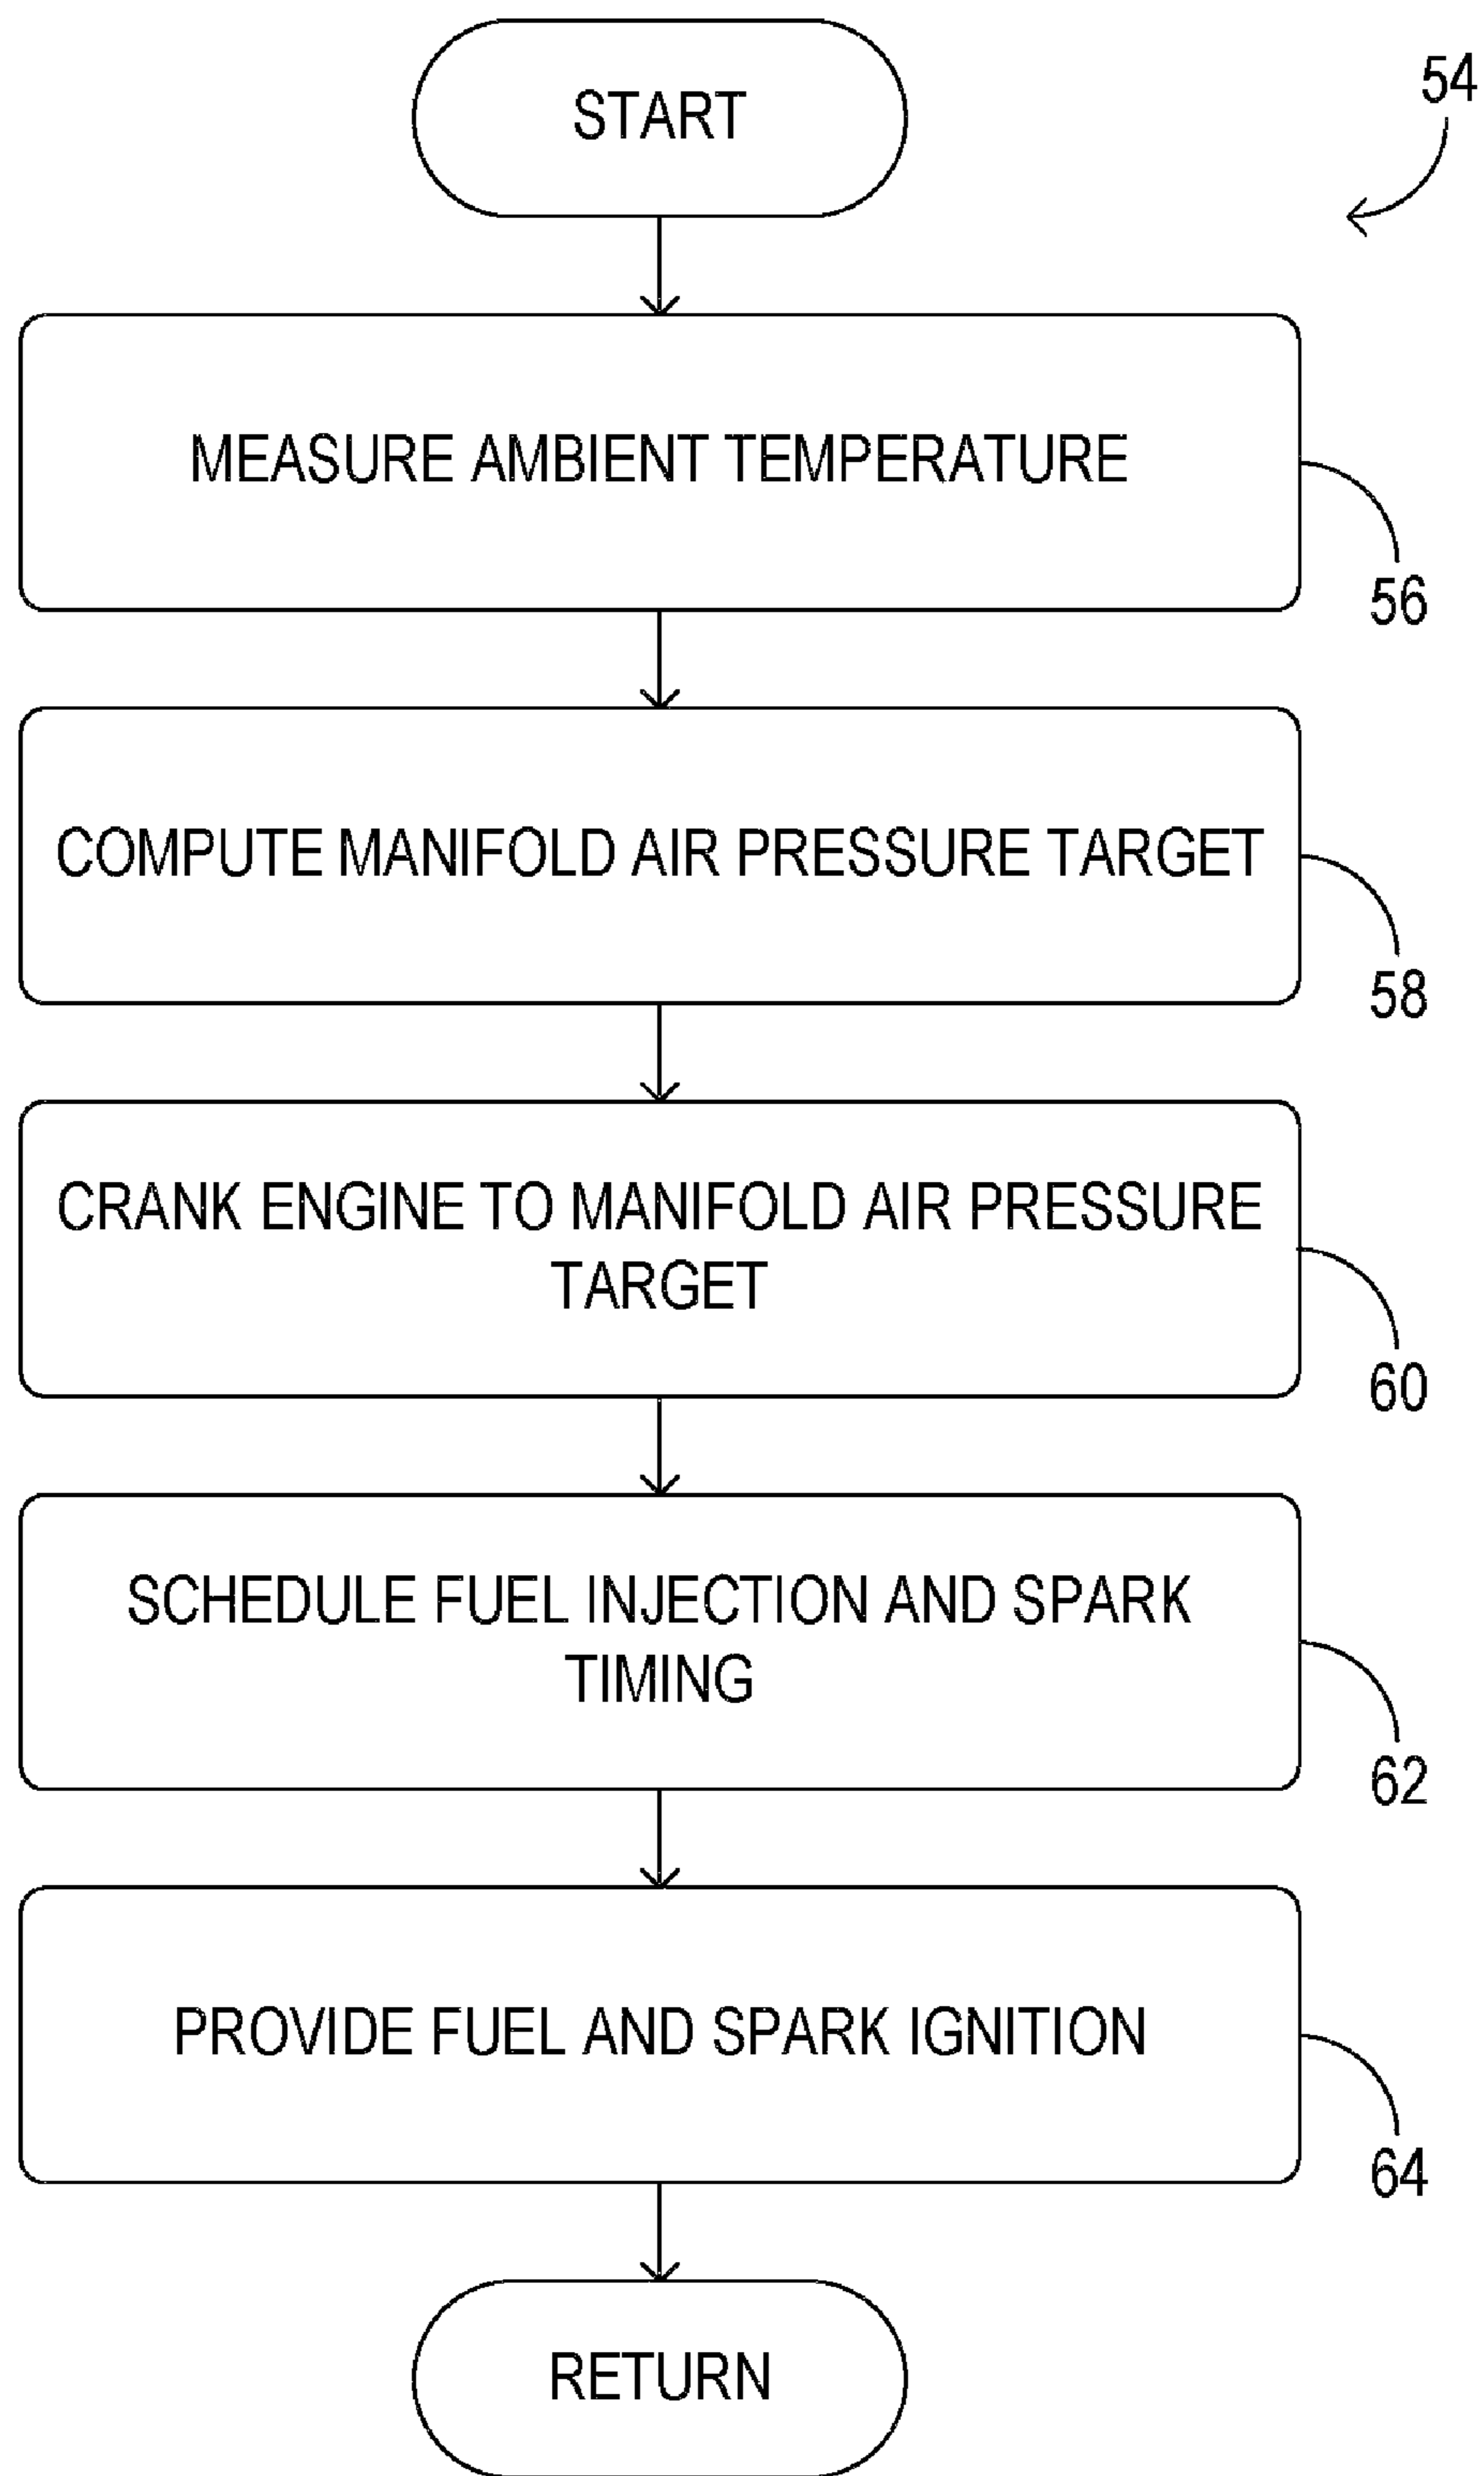 START
54
MEASURE AMBIENT TEMPERATURE
56
COMPUTE MANIFOLD AIR PRESSURE TARGET
58
CRANK ENGINE TO MANIFOLD AIR PRESSURE
TARGET
60
SCHEDULE FUEL INJECTION AND SPARK
TIMING
62
PROVIDE FUEL AND SPARK IGNITION
64
RETURN